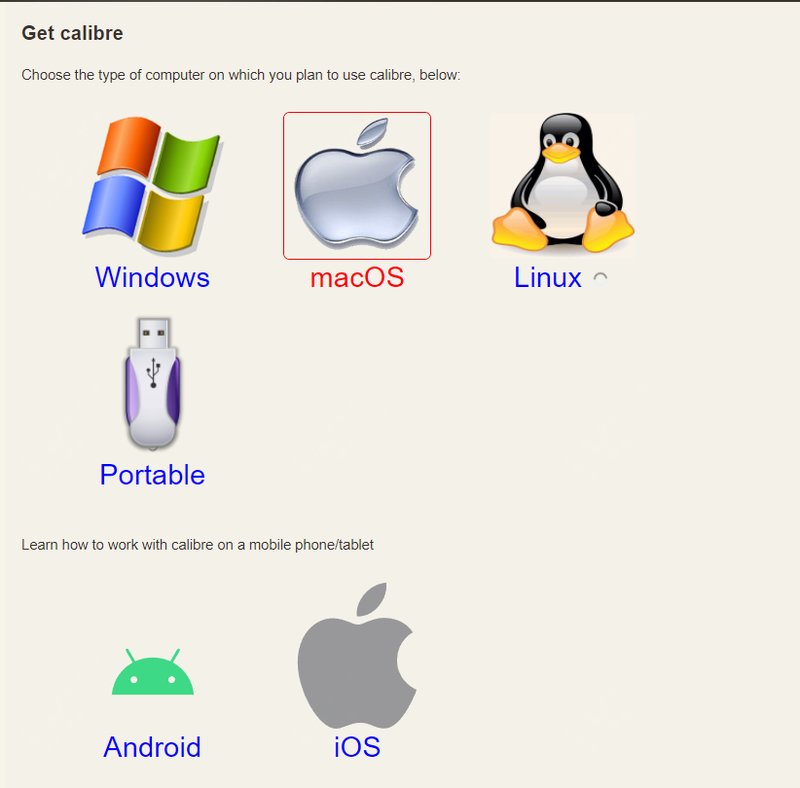 Get calibre
Choose the type of computer on which you plan to use calibre, below:
Windows
macOS
Linux
Portable
Learn how to work with calibre on a mobile phone/tablet
Android
iOS